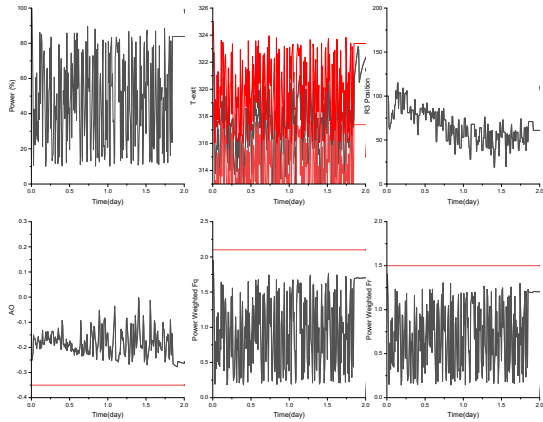 100
80
60
40
20
0
Power (%)
0.0 0.5 1.0 1.5 2.0
Time(day)
326
324
322
320
318
316
314
T-exit
0.0 0.5 1.0 1.5 2.0
Time(day)
200
150
100
50
0
R3 Position
0.0 0.5 1.0 1.5 2.0
Time(day)
0.3
0.2
0.1
0.0
-0.1
-0.2
-0.3
-0.4
AO
0.0 0.5 1.0 1.5 2.0
Time(day)
2.5
2.0
1.5
1.0
0.5
0.0
Power Weighted Fq
0.0 0.5 1.0 1.5 2.0
Time(day)
2.0
1.5
1.0
0.5
0.0
Power Weighted Fr
0.0 0.5 1.0 1.5 2.0
Time(day)